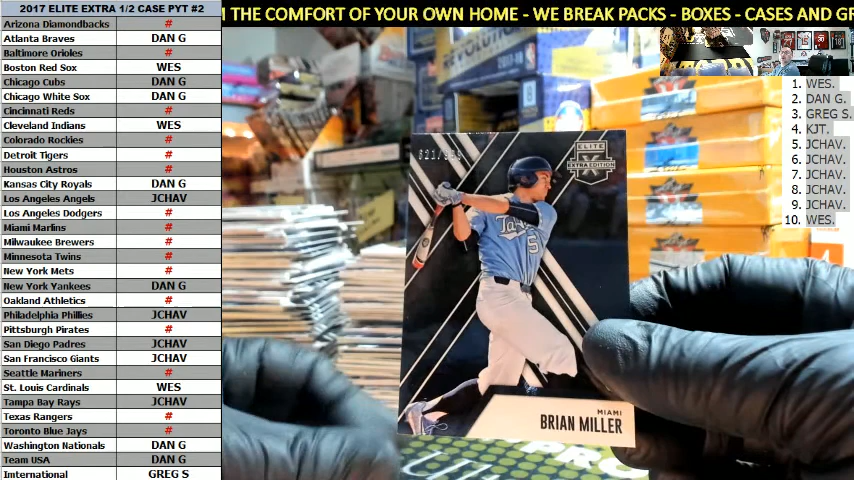 2017 ELITE EXTRA 1/2 CASE PYT #2
THE COMFORT OF YOUR OWN HOME - WE BREAK PACKS - BOXES - CASES AND
Arizona Diamondbacks #
Atlanta Braves DAN G
Baltimore Orioles #
Boston Red Sox WES
Chicago Cubs DAN G
Chicago White Sox DAN G
Cincinnati Reds #
Cleveland Indians WES
Colorado Rockies #
Detroit Tigers #
Houston Astros #
Kansas City Royals DAN G
Los Angeles Angels JCHAV
Los Angeles Dodgers #
Miami Marlins #
Milwaukee Brewers #
Minnesota Twins #
New York Mets #
New York Yankees DAN G
Oakland Athletics #
Philadelphia Phillies JCHAV
Pittsburgh Pirates #
San Diego Padres JCHAV
San Francisco Giants JCHAV
Seattle Mariners #
St. Louis Cardinals WES
Tampa Bay Rays JCHAV
Texas Rangers #
Toronto Blue Jays #
Washington Nationals DAN G
Team USA DAN G
International GREG S
1. WES.
2. DAN G.
3. GREG S.
4. KJT.
5. JCHAV.
6. JCHAV.
7. JCHAV.
8. JCHAV.
9. JCHAV.
10. WES.
ELITE
X
EXTRA EDITION
5
MIAMI
BRIAN MILLER